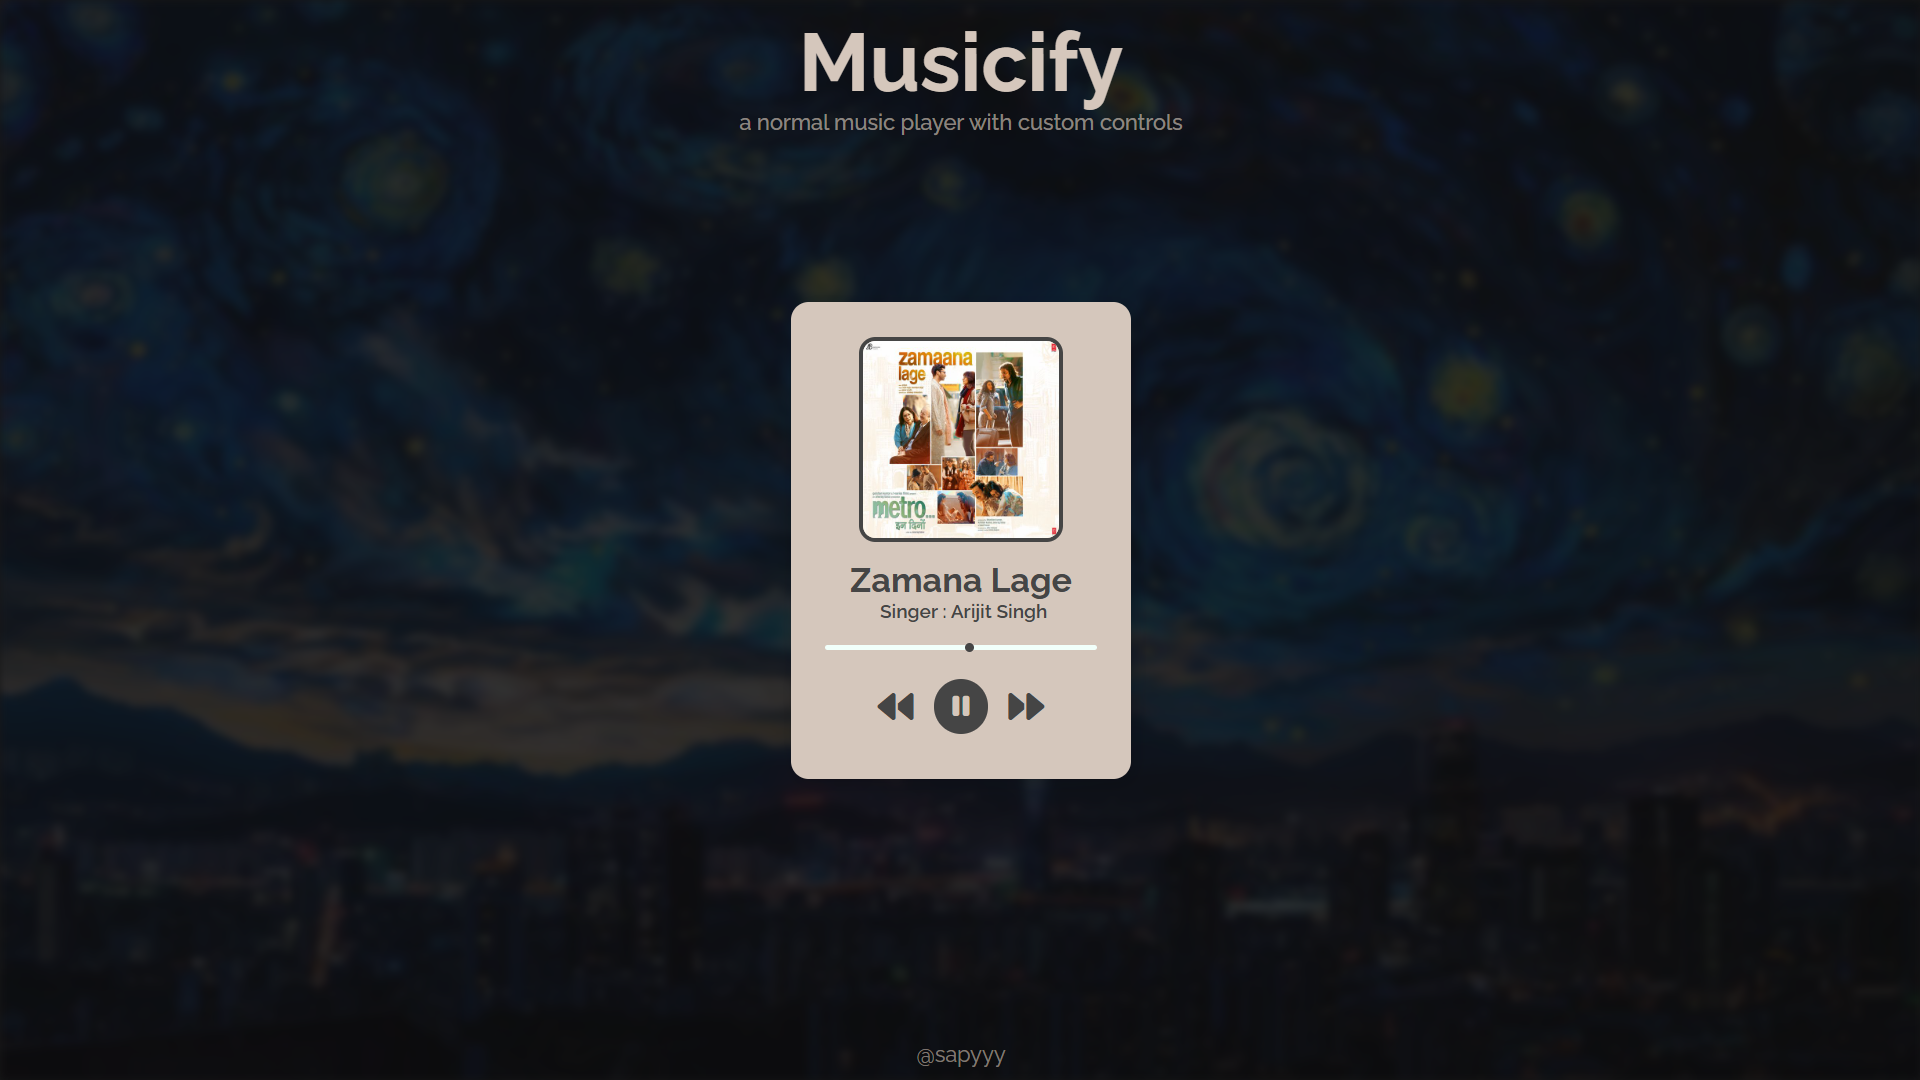 Musicify
a normal music player with custom controls
zamaana
lage
metro...
इन दिनों
Zamana Lage
Singer : Arijit Singh
@sapyyy